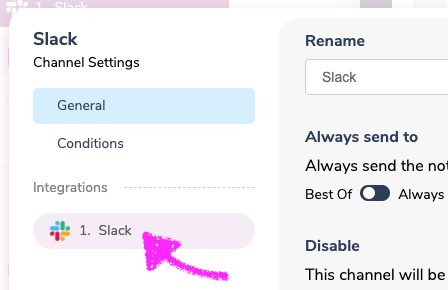 1. Slack
Slack
Channel Settings
General
Conditions
Integrations
1. Slack
Rename
Slack
Always send to
Always send the
Best Of
Always
Disable
This channel will be